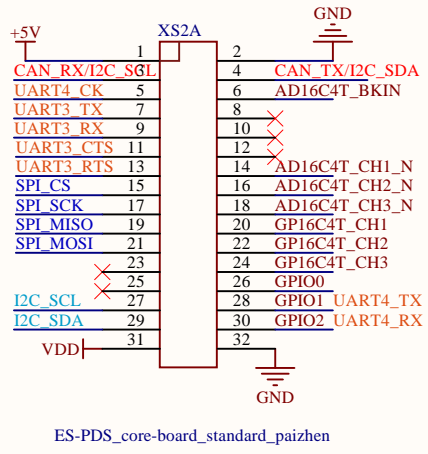 GND
+5V XS2A
1 2
CAN_RX/I2C_SCL 3 4 CAN_TX/I2C_SDA
UART4_CK 5 6 AD16C4T_BKIN
UART3_TX 7 8
UART3_RX 9 10
UART3_CTS 11 12
UART3_RTS 13 14 AD16C4T_CH1_N
SPI_CS 15 16 AD16C4T_CH2_N
SPI_SCK 17 18 AD16C4T_CH3_N
SPI_MISO 19 20 GP16C4T_CH1
SPI_MOSI 21 22 GP16C4T_CH2
23 24 GP16C4T_CH3
25 26 GPIO0
I2C_SCL 27 28 GPIO1 UART4_TX
I2C_SDA 29 30 GPIO2 UART4_RX
VDD 31 32
GND
ES-PDS_core-board_standard_paizhen